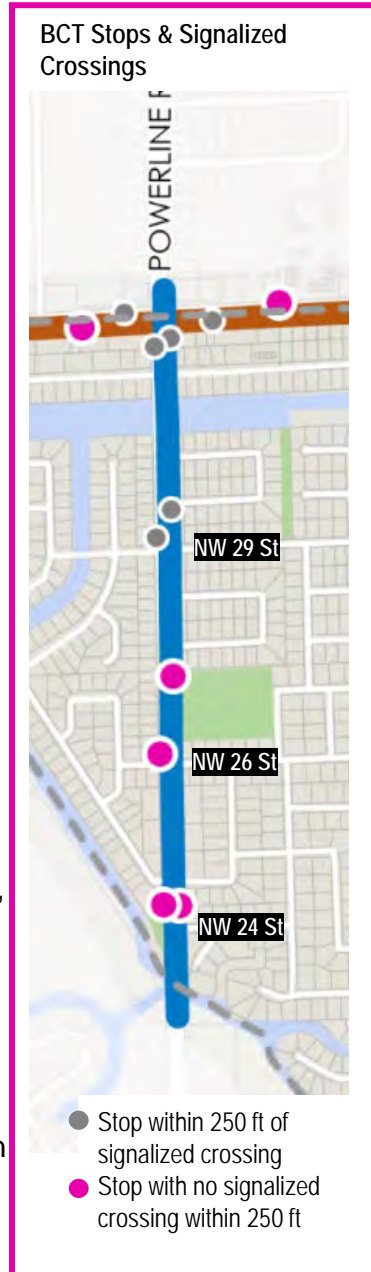 BCT Stops & Signalized
Crossings
POWERLINE
NW 29 St
NW 26 St
NW 24 St
Stop within 250 ft of
signalized crossing
Stop with no signalized
crossing within 250 ft